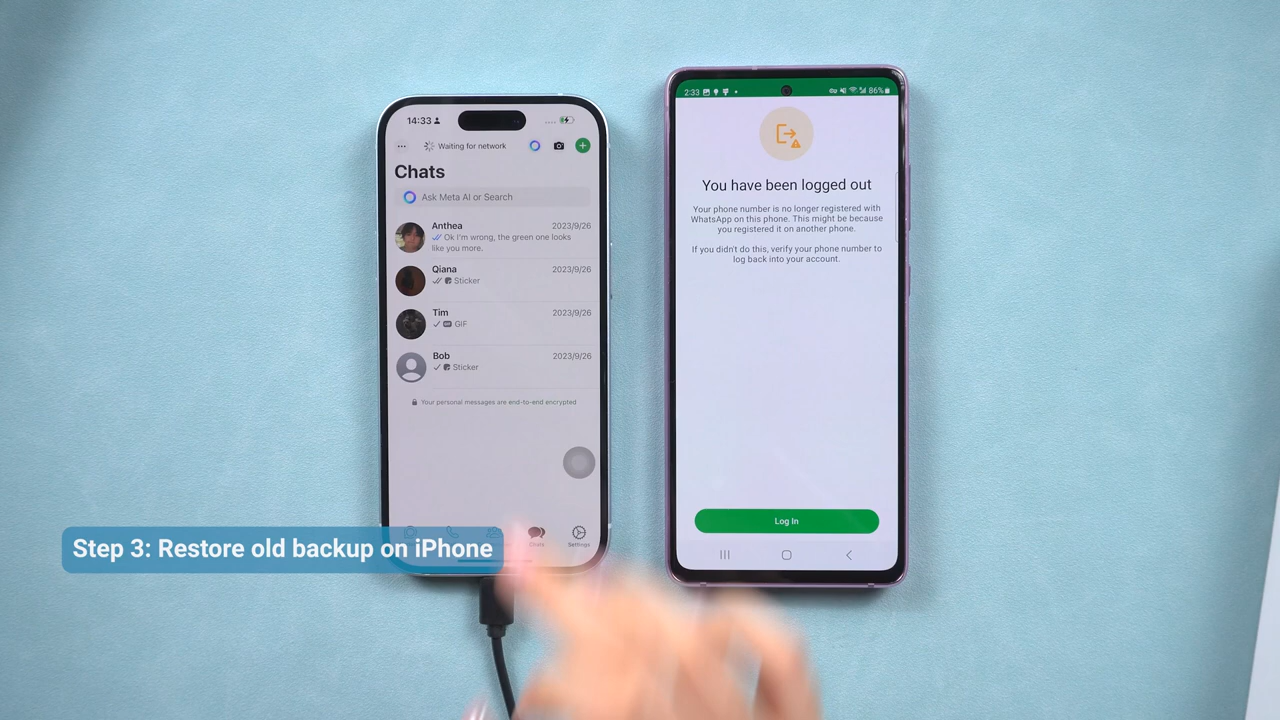 14:33
Waiting for network
Chats
Ask Meta AI or Search
Anthea 2023/9/26
Ok I'm wrong, the green one looks
like you more.
Qiana 2023/9/26
Sticker
Tim 2023/9/26
GIF GIF
Bob 2023/9/26
Sticker
Your personal messages are end-to-end encrypted
Chats
Settings
Step 3: Restore old backup on iPhone
2:33
86%
You have been logged out
Your phone number is no longer registered with
WhatsApp on this phone. This might be because
you registered it on another phone.
If you didn't do this, verify your phone number to
log back into your account.
Log In